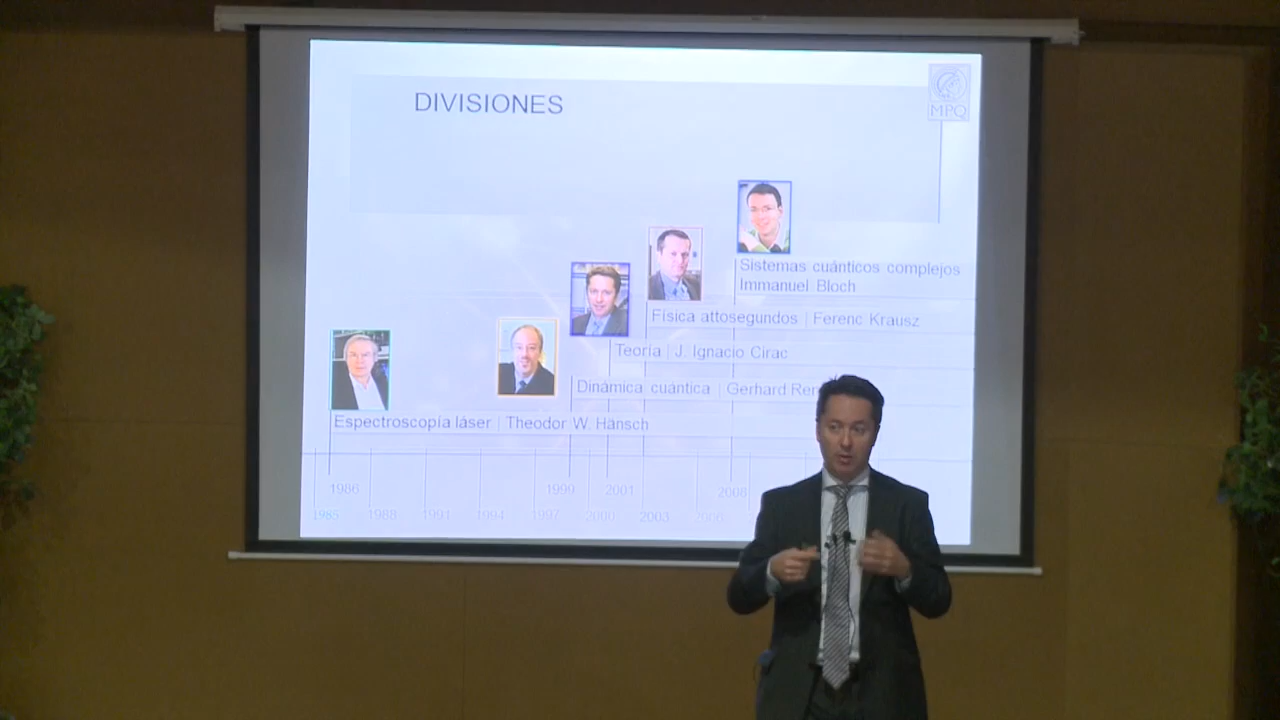 DIVISIONES
MPQ
Sistemas cuánticos complejos
Immanuel Bloch
Física attosegundos | Ferenc Krausz
Teoría | J. Ignacio Cirac
Dinámica cuántica | Gerhard
Espectroscopía láser | Theodor W. Hänsch
1986 1999 2001 2008
1985 1988 1991 1994 1997 2000 2003 2006